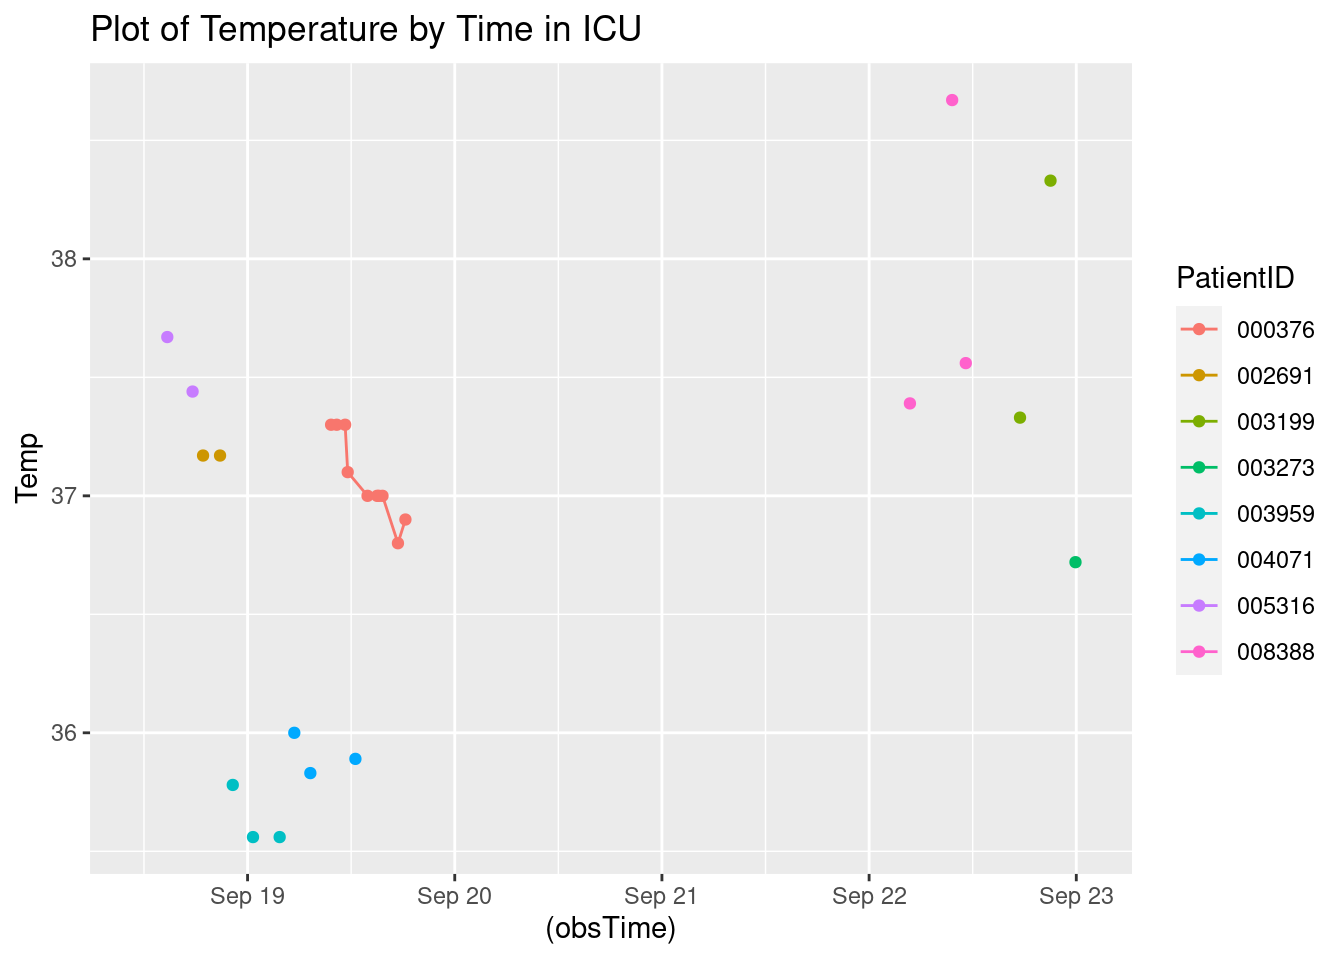 Plot of Temperature by Time in ICU
Temp
38
37
36
Sep 19 Sep 20 Sep 21 Sep 22 Sep 23
(obsTime)
PatientID
000376
002691
003199
003273
003959
004071
005316
008388